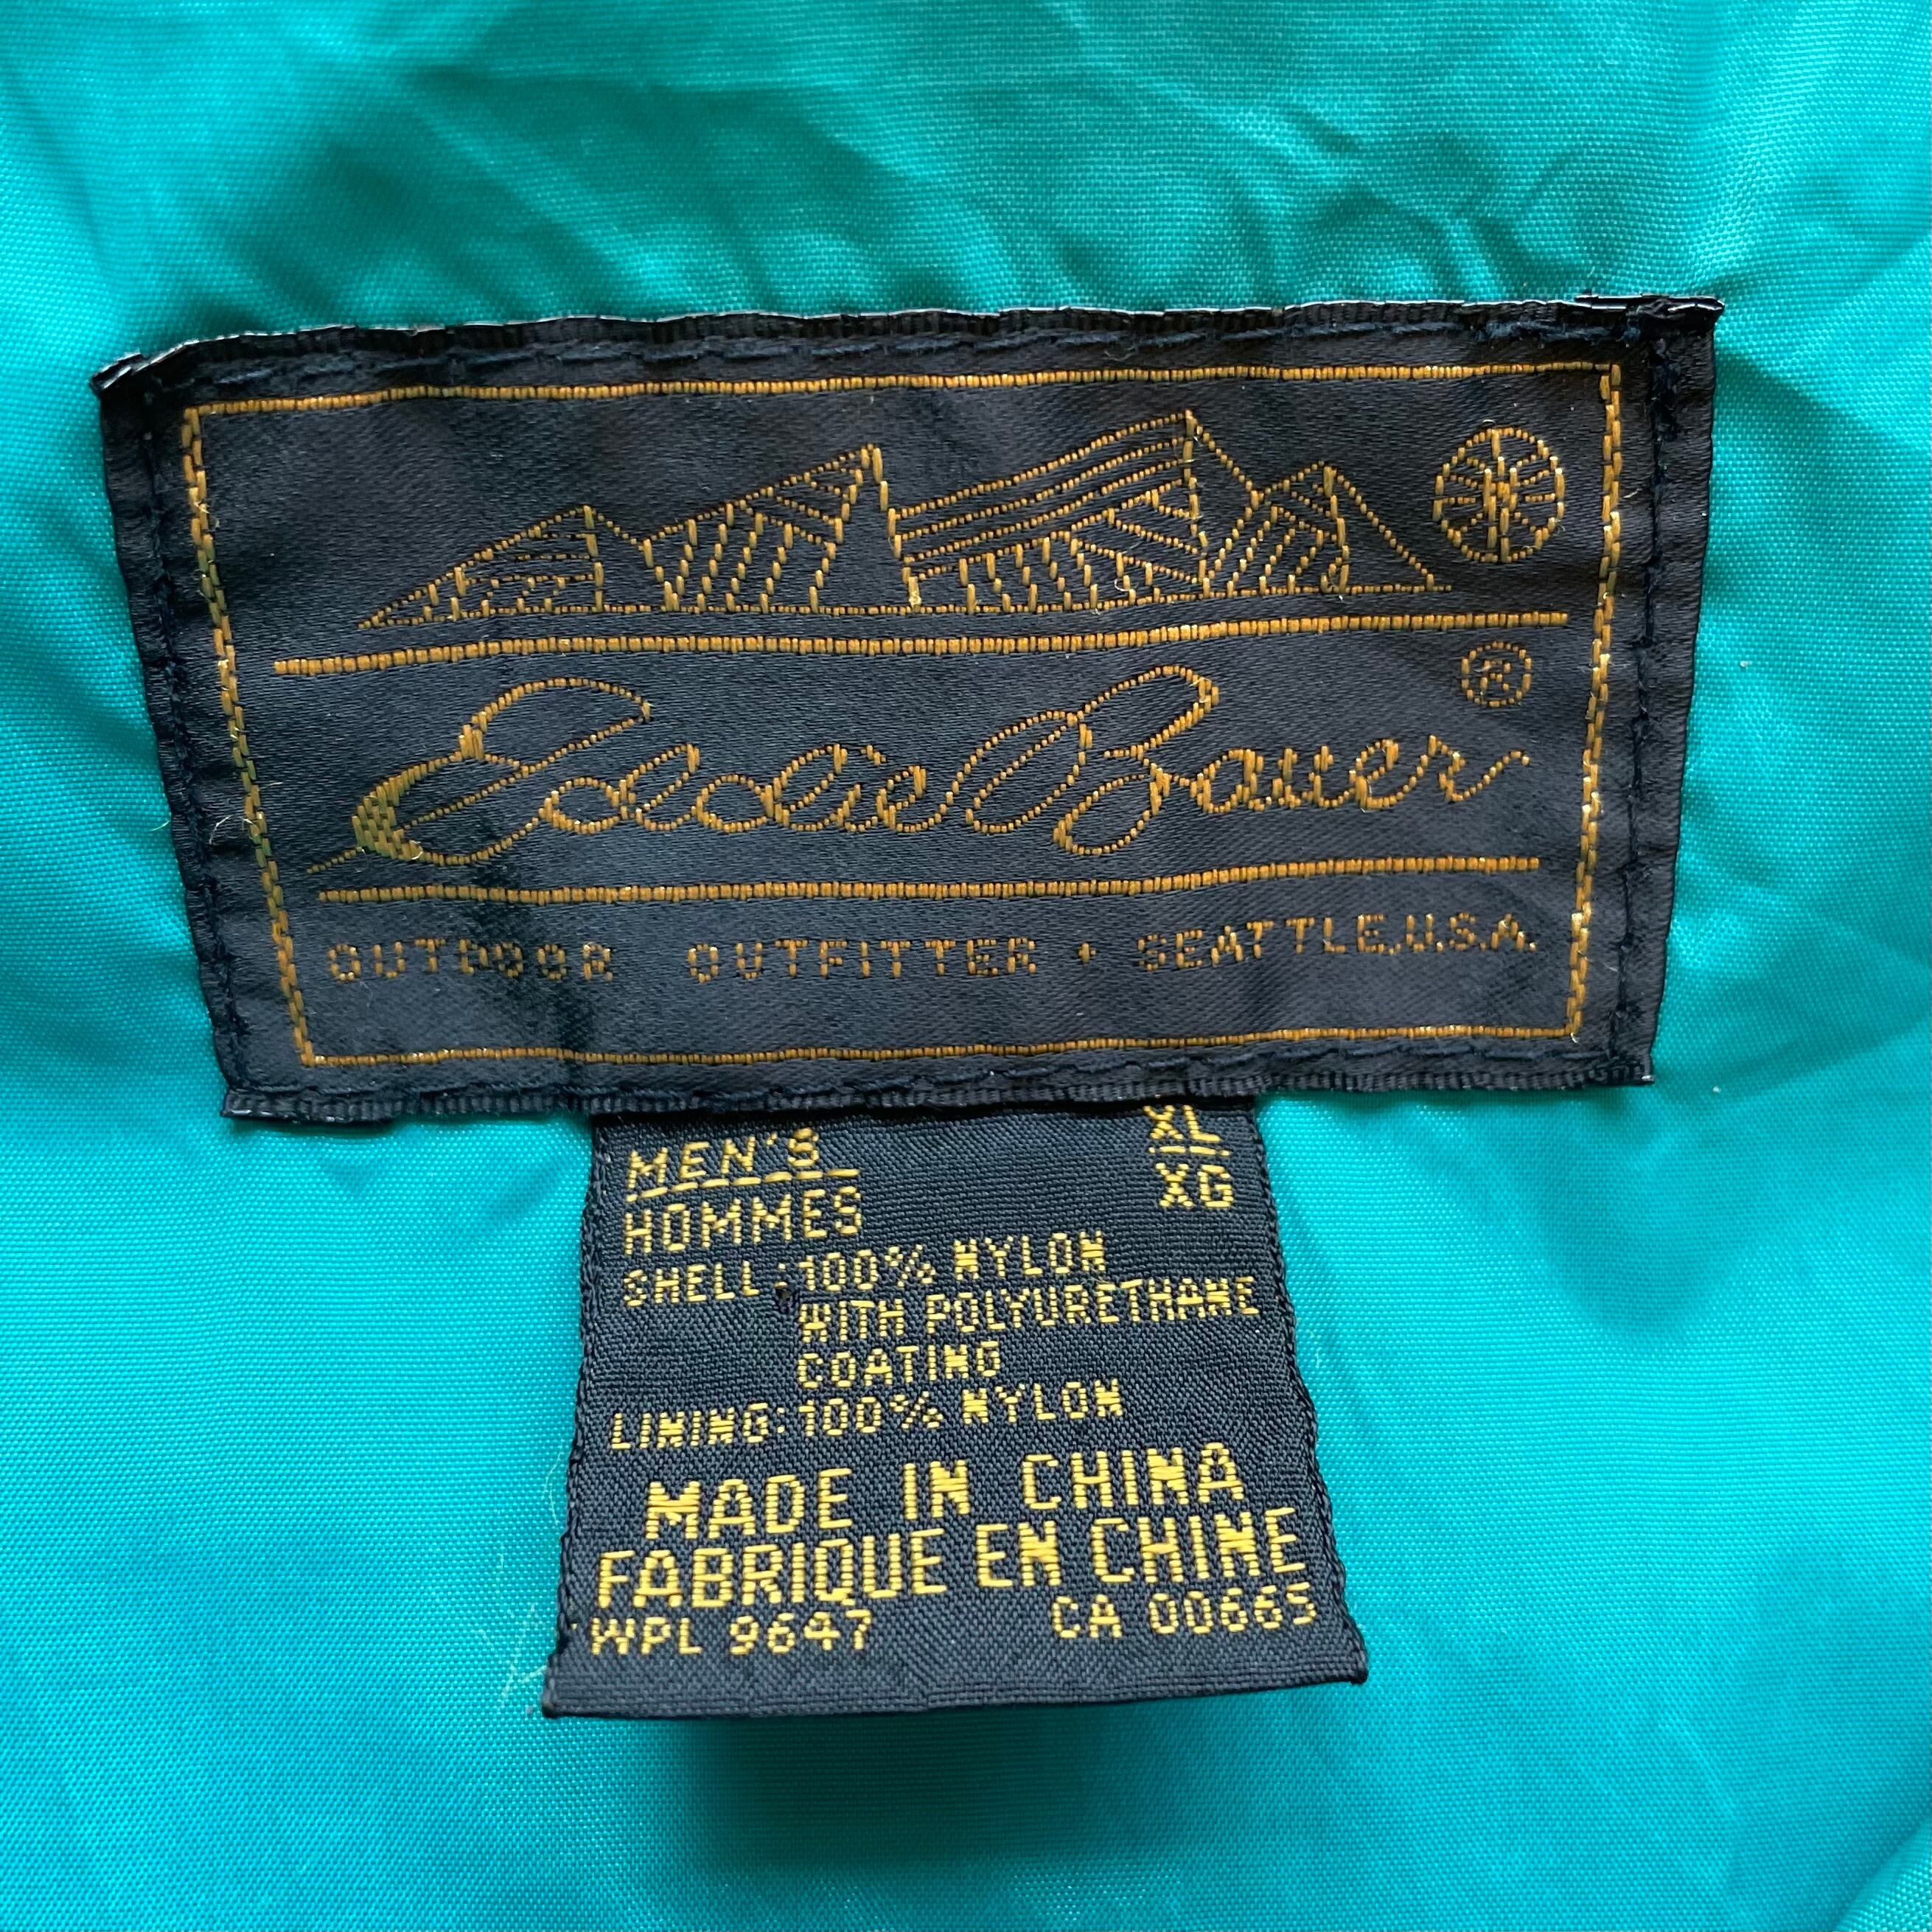 Eddie Bauer ®
OUTDOOR OUTFITTER + SEATTLE, U.S.A.
MEN'S XL
HOMMES XG
SHELL: 100% NYLON
WITH POLYURETHANE
COATING
LINING: 100% NYLON
MADE IN CHINA
FABRIQUE EN CHINE
WPL 9647 CA 00665